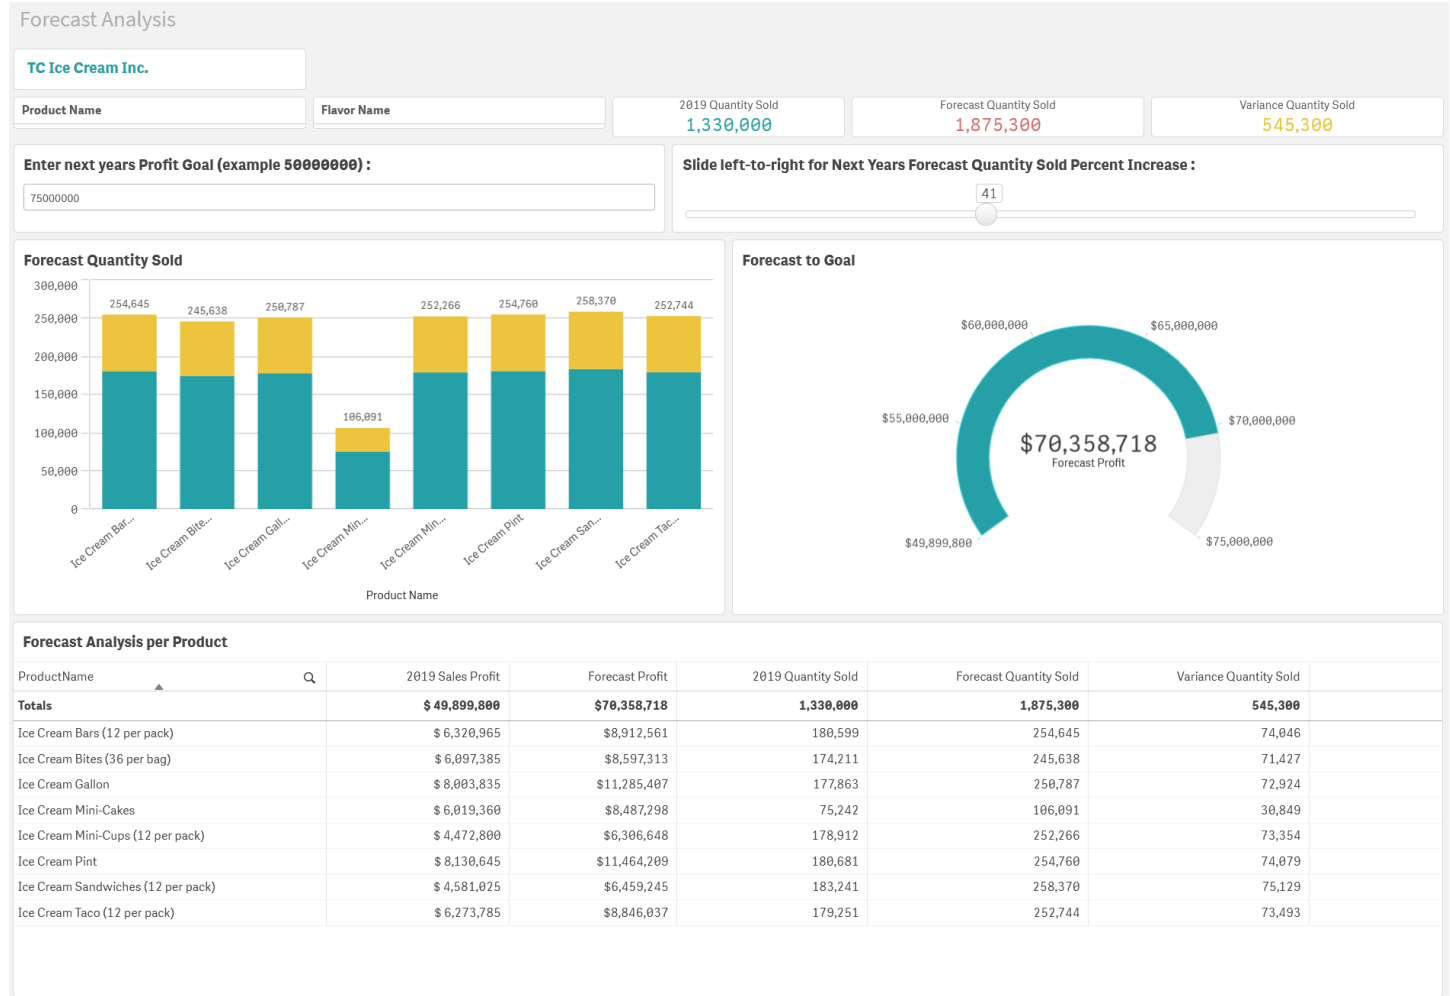 Forecast Analysis
TC Ice Cream Inc.
Product Name
Flavor Name
2019 Quantity Sold
1,330,000
Forecast Quantity Sold
1,875,300
Variance Quantity Sold
545,300
Enter next years Profit Goal (example 50000000) :
75000000
Slide left-to-right for Next Years Forecast Quantity Sold Percent Increase :
41
Forecast Quantity Sold
300,000
250,000
200,000
150,000
100,000
50,000
0
254,645
245,638
250,787
106,091
252,266
254,760
258,370
252,744
Ice Cream Bar...
Ice Cream Bite...
Ice Cream Gall...
Ice Cream Min...
Ice Cream Min...
Ice Cream Pint
Ice Cream San...
Ice Cream Tac...
Product Name
Forecast to Goal
$60,000,000
$65,000,000
$55,000,000
$70,000,000
$70,358,718
Forecast Profit
$49,899,800
$75,000,000
Forecast Analysis per Product
ProductName 2019 Sales Profit Forecast Profit 2019 Quantity Sold Forecast Quantity Sold Variance Quantity Sold
Totals $ 49,899,800 $70,358,718 1,330,000 1,875,300 545,300
Ice Cream Bars (12 per pack) $ 6,320,965 $8,912,561 180,599 254,645 74,046
Ice Cream Bites (36 per bag) $ 6,097,385 $8,597,313 174,211 245,638 71,427
Ice Cream Gallon $ 8,003,835 $11,285,407 177,863 250,787 72,924
Ice Cream Mini-Cakes $ 6,019,360 $8,487,298 75,242 106,091 30,849
Ice Cream Mini-Cups (12 per pack) $ 4,472,800 $6,306,648 178,912 252,266 73,354
Ice Cream Pint $ 8,130,645 $11,464,209 180,681 254,760 74,079
Ice Cream Sandwiches (12 per pack) $ 4,581,025 $6,459,245 183,241 258,370 75,129
Ice Cream Taco (12 per pack) $ 6,273,785 $8,846,037 179,251 252,744 73,493